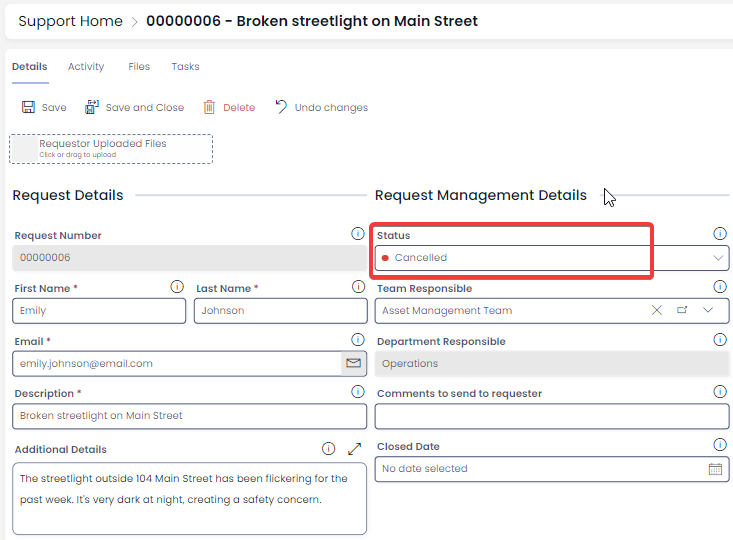 Support Home > 00000006 - Broken streetlight on Main Street
Details Activity Files Tasks
Save Save and Close Delete Undo changes
Requestor Uploaded Files
Click or drag to upload
Request Details
Request Number
00000006
First Name * Last Name *
Emily Johnson
Email *
emily.johnson@email.com
Description *
Broken streetlight on Main Street
Additional Details
The streetlight outside 104 Main Street has been flickering for the
past week. It's very dark at night, creating a safety concern.
Request Management Details
Status
Cancelled
Team Responsible
Asset Management Team
Department Responsible
Operations
Comments to send to requester
Closed Date
No date selected